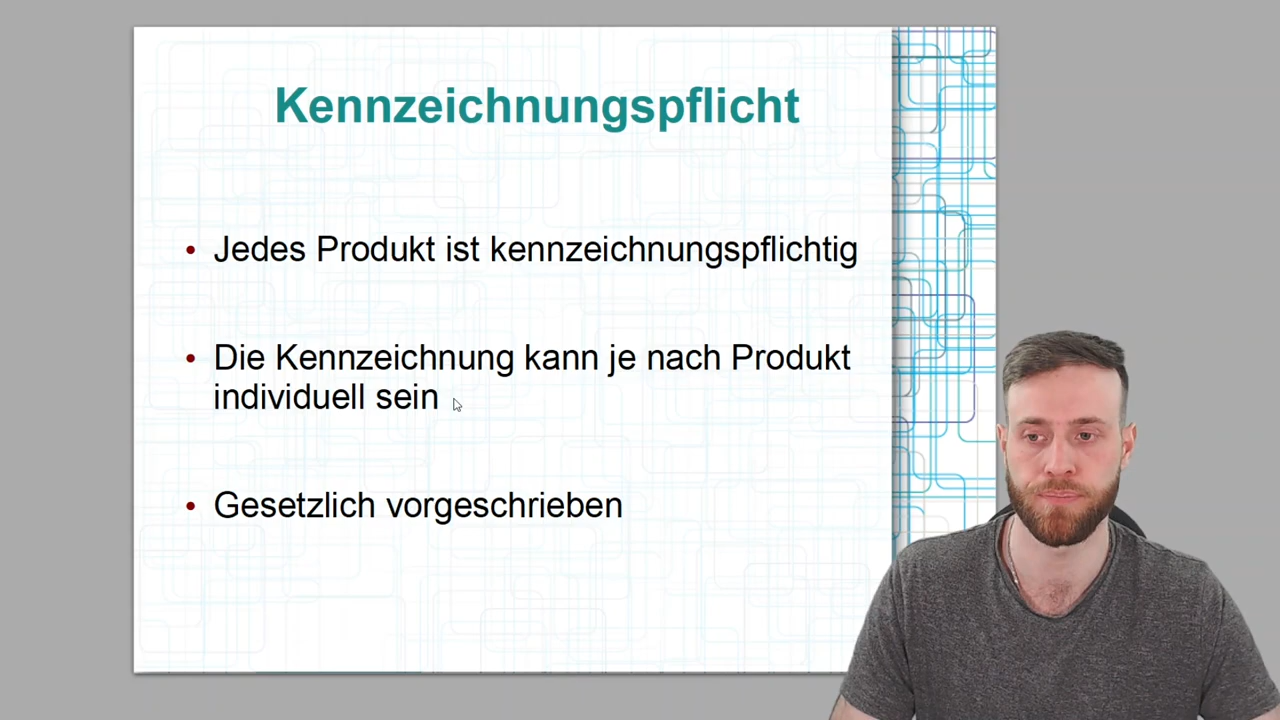 Kennzeichnungspflicht
• Jedes Produkt ist kennzeichnungspflichtig
• Die Kennzeichnung kann je nach Produkt
individuell sein
• Gesetzlich vorgeschrieben